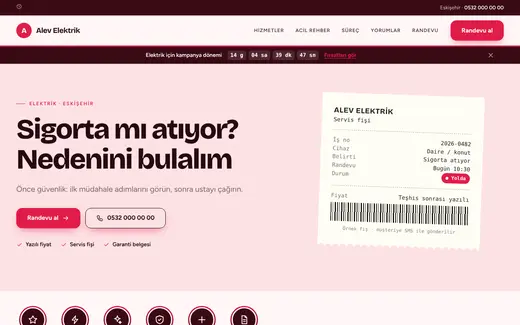 Eskişehir · 0532 000 00 00
A Alev Elektrik
HİZMETLER ACİL REHBER SÜREÇ YORUMLAR RANDEVU Randevu al
Elektrik için kampanya dönemi 14 g 04 sa 39 dk 47 sn Fırsatları gör
ELEKTRİK · ESKİŞEHİR
Sigorta mı atıyor?
Nedenini bulalım
Önce güvenlik: ilk müdahale adımlarını görün, sonra ustayı çağırın.
Randevu al → 0532 000 00 00
Yazılı fiyat Servis fişi Garanti belgesi
ALEV ELEKTRİK
Servis fişi
İş no 2026-0482
Cihaz Daire / konut
Belirti Sigorta atıyor
Randevu Bugün 10:30
Durum Yolda
Fiyat Teşhis sonrası yazılı
Örnek fiş · müşteriye SMS ile gönderilir